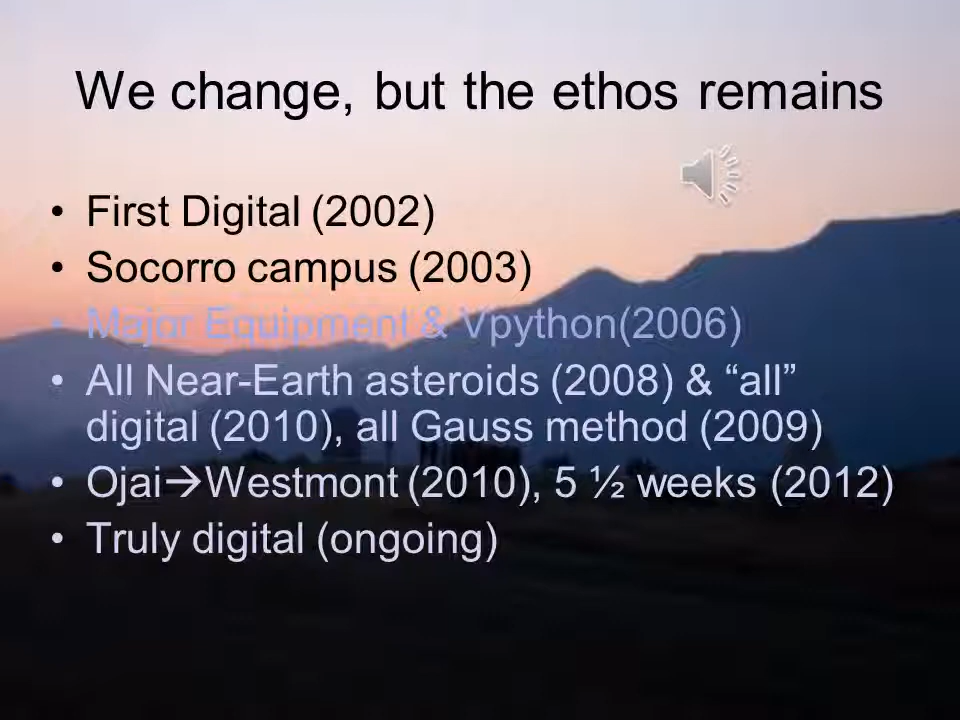 We change, but the ethos remains
• First Digital (2002)
• Socorro campus (2003)
• Major Equipment & Vpython(2006)
• All Near-Earth asteroids (2008) & “all”
digital (2010), all Gauss method (2009)
• Ojai→Westmont (2010), 5 ½ weeks (2012)
• Truly digital (ongoing)